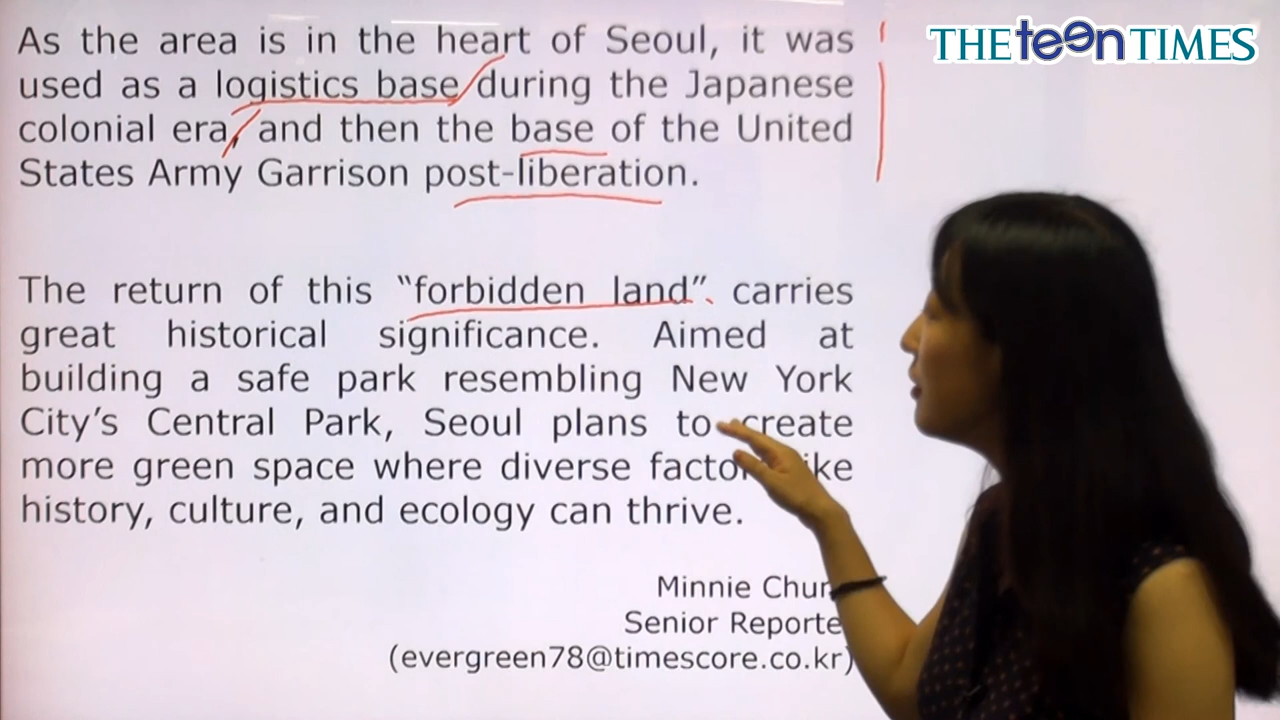 As the area is in the heart of Seoul, it was
used as a logistics base during the Japanese
colonial era, and then the base of the United
States Army Garrison post-liberation.
The return of this “forbidden land” carries
great historical significance. Aimed at
building a safe park resembling New York
City’s Central Park, Seoul plans to create
more green space where diverse
history, culture, and ecology can thrive.
Minnie
Senior
(evergreen78@timescore.co.kr)
THE teen TIMES